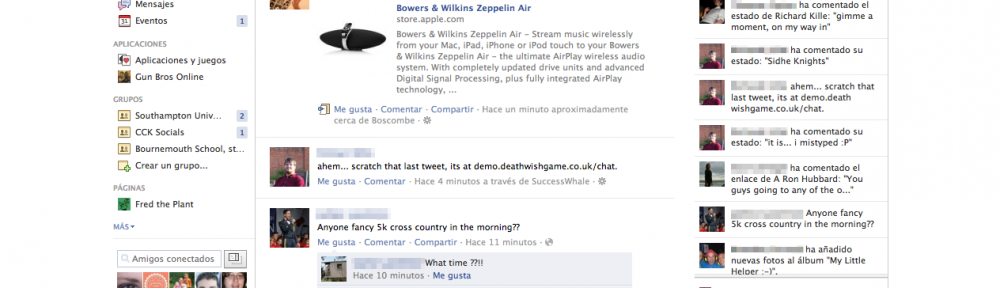 Mensajes
Eventos 1
APLICACIONES
Aplicaciones y juegos
Gun Bros Online
GRUPOS
Southampton Univ... 2
CCK Socials 1
Bournemouth School, st...
Crear un grupo...
PÁGINAS
Fred the Plant
MÁS
Amigos conectados
Bowers & Wilkins Zeppelin Air
store.apple.com
Bowers & Wilkins Zeppelin Air - Stream music wirelessly
from your Mac, iPad, iPhone or iPod touch to your Bowers
& Wilkins Zeppelin Air - the ultimate AirPlay wireless audio
system. With completely updated drive units and advanced
Digital Signal Processing, plus fully integrated AirPlay
technology, ...
Me gusta · Comentar · Compartir · Hace un minuto aproximadamente
cerca de Boscombe ·
ahem... scratch that last tweet, its at demo.deathwishgame.co.uk/chat.
Me gusta · Comentar · Hace 4 minutos a través de SuccessWhale ·
Anyone fancy 5k cross country in the morning??
Me gusta · Comentar · Compartir · Hace 11 minutos ·
What time ??!!
Hace 10 minutos · Me gusta
ha comentado el
estado de Richard Kille: "gimme a
moment, on my way in"
ha comentado su
estado: "Sidhe Knights"
ahem... scratch that
last tweet, its at demo.death
wishgame.co.uk/chat.
ha comentado su
estado: "it is... i mistyped :P"
ha comentado el
enlace de A Ron Hubbard: "You
guys going to any of the o..."
Anyone fancy
5k cross country in the morning??
ha añadido
nuevas fotos al álbum "My Little
Helper :-)".